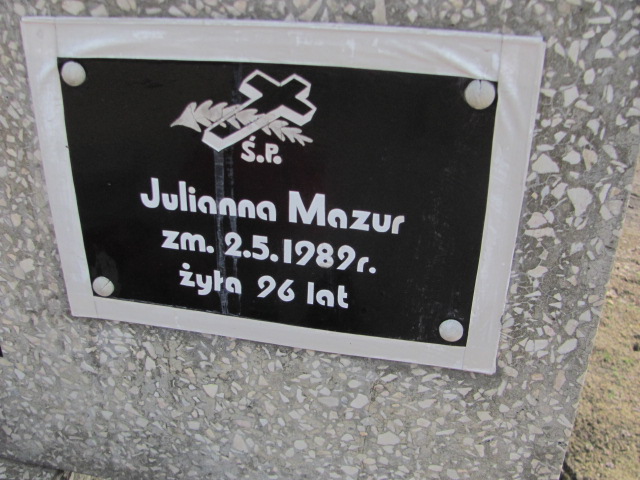 Ś.P.
Julianna Mazur
zm. 2.5.1989r.
żyła 96 lat